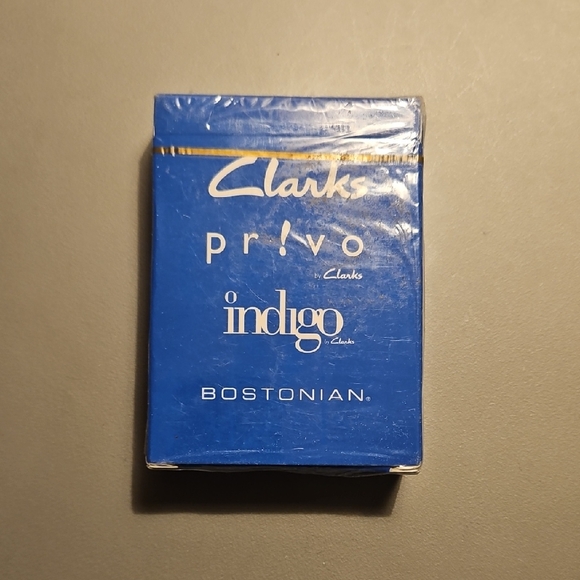 Clarks
pr!vo
by Clarks
indigo
by Clarks
BOSTONIAN®